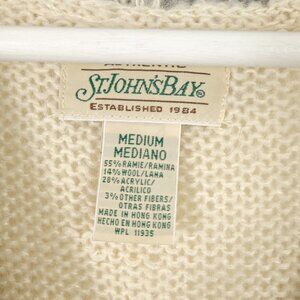 AUTHENTIC
ST JOHN'S BAY®
ESTABLISHED 1984
MEDIUM
MEDIANO
55% RAMIE/RAMINA
14% WOOL/LANA
28% ACRYLIC/
ACRILICO
3% OTHER FIBERS/
OTRAS FIBRAS
MADE IN HONG KONG
HECHO EN HONG KONG
WPL 11935